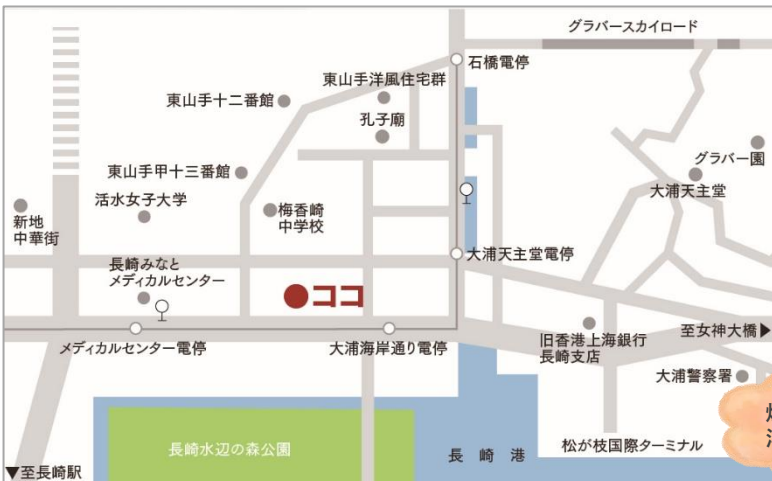 グラバースカイロード
石橋電停
東山手洋風住宅群
東山手十二番館
孔子廟
グラバー園
東山手甲十三番館
大浦天主堂
活水女子大学
梅香崎
中学校
新地
中華街
大浦天主堂電停
長崎みなと
メディカルセンター
ココ
旧香港上海銀行
長崎支店
至女神大橋▶
メディカルセンター電停
大浦海岸通り電停
大浦警察署
長崎水辺の森公園
長崎港
松が枝国際ターミナル
▼至長崎駅